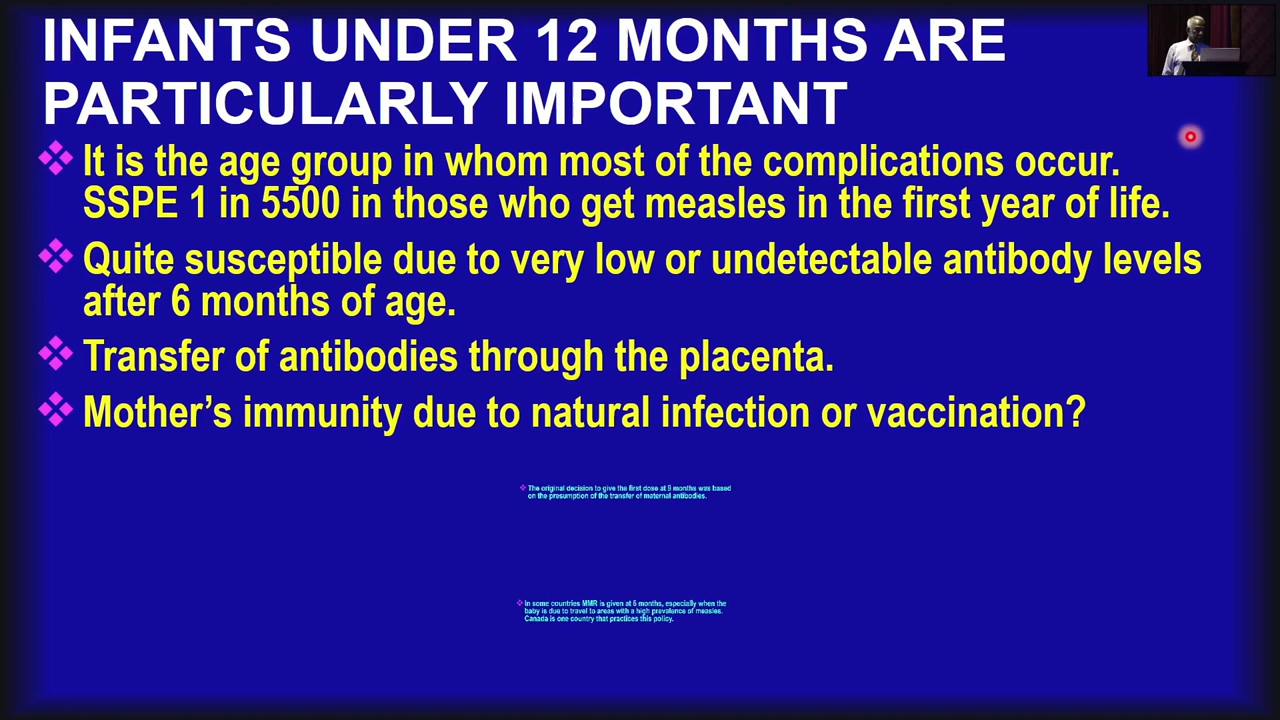 INFANTS UNDER 12 MONTHS ARE
PARTICULARLY IMPORTANT
It is the age group in whom most of the complications occur.
SSPE 1 in 5500 in those who get measles in the first year of life.
Quite susceptible due to very low or undetectable antibody levels
after 6 months of age.
Transfer of antibodies through the placenta.
Mother’s immunity due to natural infection or vaccination?
The original decision to give the first dose at 9 months was based
on the presumption of the transfer of maternal antibodies.
In some countries MMR is given at 6 months, especially when the
baby is due to travel to areas with a high prevalence of measles.
Canada is one country that practices this policy.